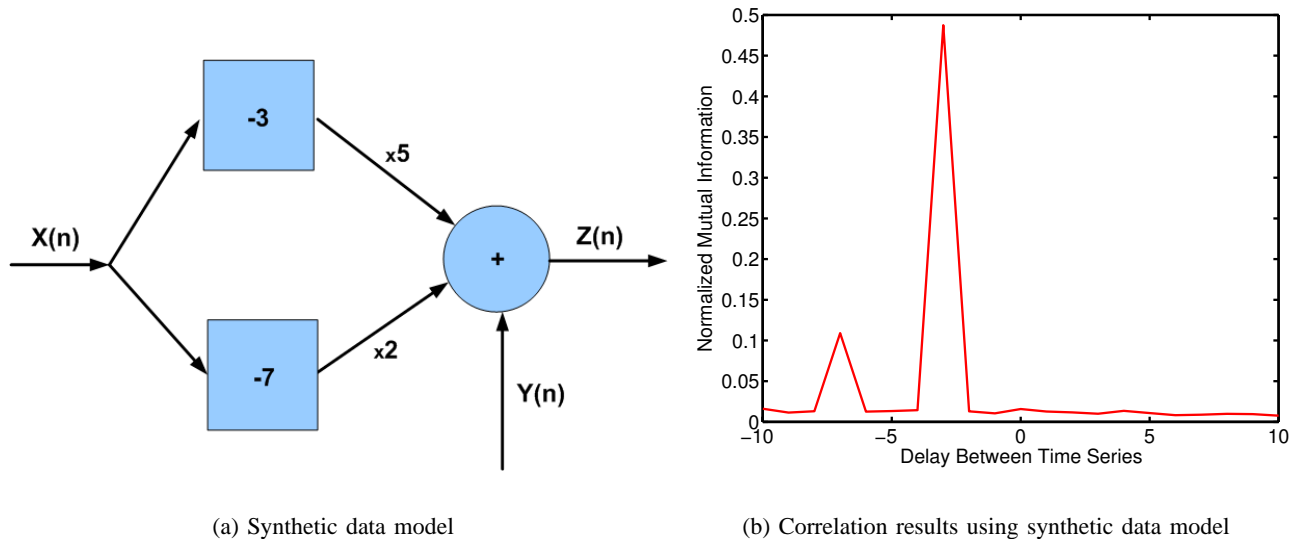 -3
x5
X(n)
+
Z(n)
-7
x2
Y(n)
(a) Synthetic data model
0.5
0.45
0.4
0.35
0.3
0.25
0.2
0.15
0.1
0.05
0
Normalized Mutual Information
−10
−5
0
5
10
Delay Between Time Series
(b) Correlation results using synthetic data model